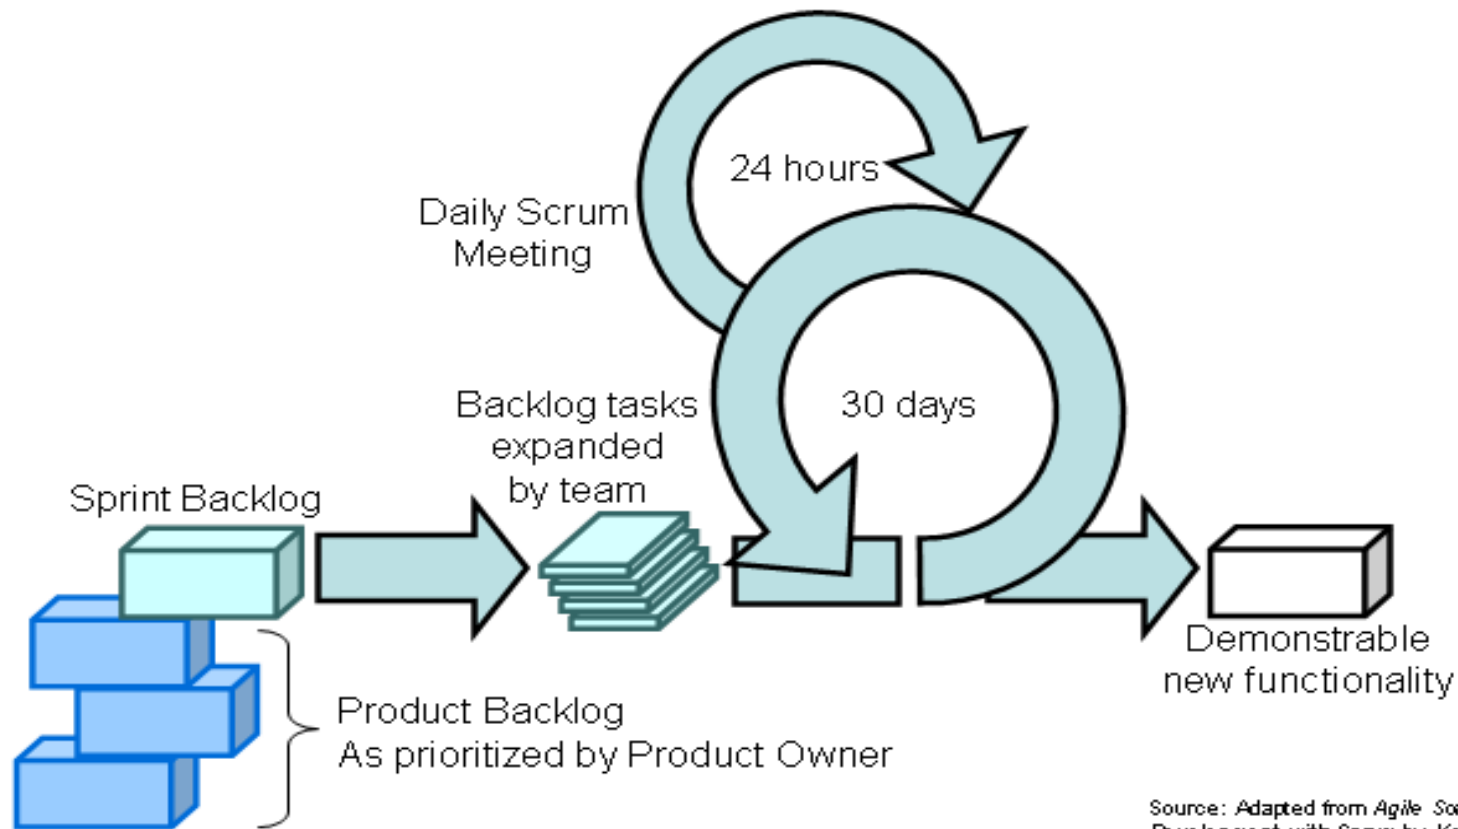 24 hours
Daily Scrum
Meeting
30 days
Backlog tasks
expanded
by team
Sprint Backlog
Demonstrable
new functionality
Product Backlog
As prioritized by Product Owner
Source: Adapted from Agile